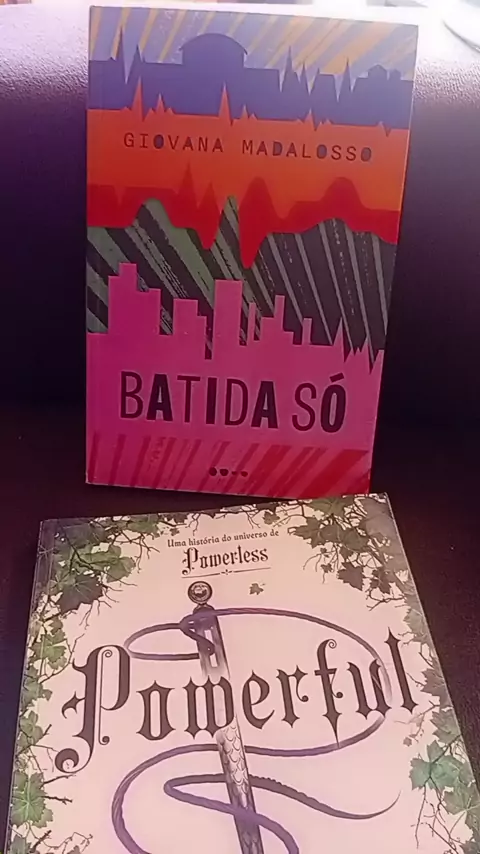 GIOVANA MADALOSSO
BATIDA SÓ
Uma história do universo de
Powerless
Powerful